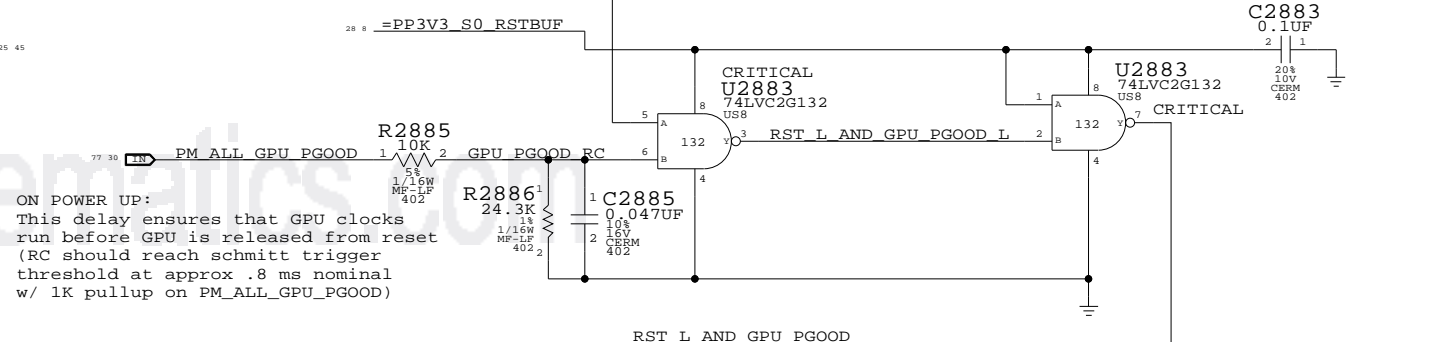 C2883
0.1UF
2 1
20%
10V
CERM
402
28 8 =PP3V3_S0_RSTBUF
25 45
CRITICAL
U2883
74LVC2G132
US8
8
5 A
132
Y 3
6 B
4
RST_L_AND_GPU_PGOOD_L
U2883
74LVC2G132
US8
8
1 A
132
Y 7
2 B
4
CRITICAL
R2885
10K
1 2
5%
1/16W
MF-LF
402
77 30 IN PM_ALL_GPU_PGOOD
GPU_PGOOD_RC
R2886
24.3K
1%
1/16W
MF-LF
402
1
2
C2885
0.047UF
10%
16V
CERM
402
1
2
ematics.com
ON POWER UP:
This delay ensures that GPU clocks
run before GPU is released from reset
(RC should reach schmitt trigger
threshold at approx .8 ms nominal
w/ 1K pullup on PM_ALL_GPU_PGOOD)
RST L AND GPU PGOOD